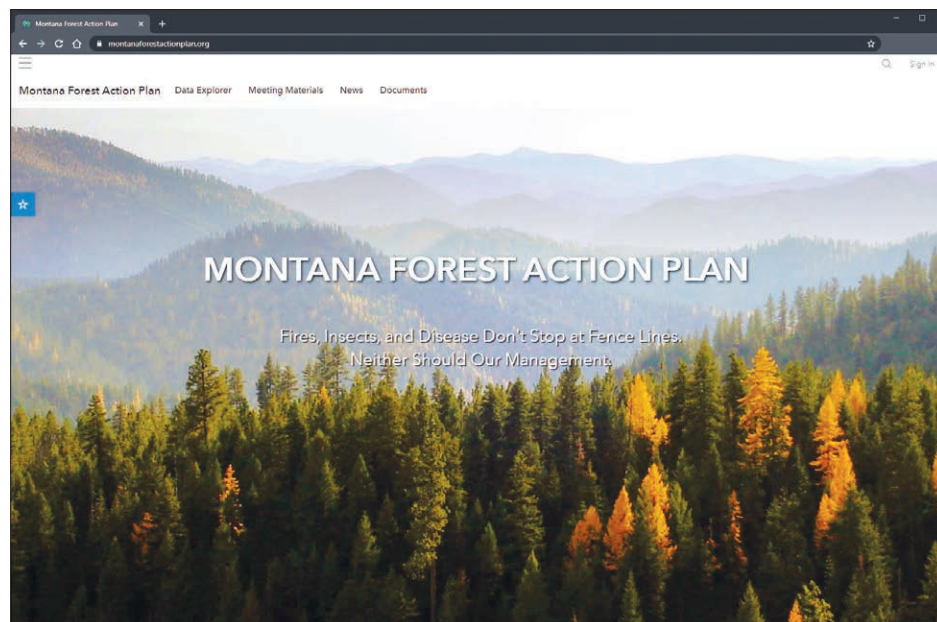 Montana Forest Action Plan
montanaforestactionplan.org
Sign In
Montana Forest Action Plan Data Explorer Meeting Materials News Documents
MONTANA FOREST ACTION PLAN
Fires, Insects, and Disease Don't Stop at Fence Lines.
Neither Should Our Management.